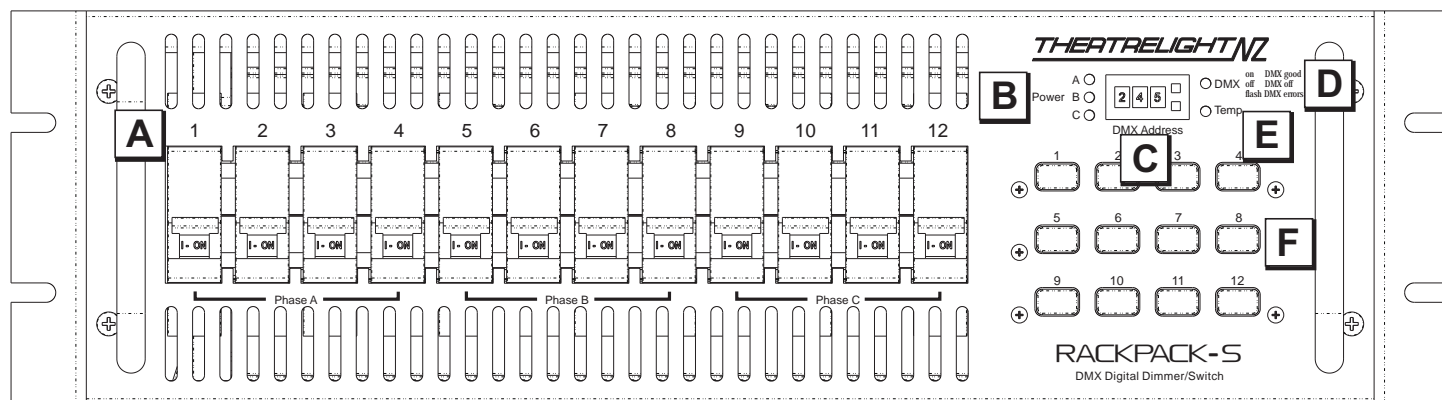 THEATRELIGHT NZ
A
B
C
D
E
F
Power
A
B
C
2 4 5
DMX Address
DMX
on DMX good
off DMX off
flash DMX errors
Temp
1 2 3 4 5 6 7 8 9 10 11 12
I - ON I - ON I - ON I - ON I - ON I - ON I - ON I - ON I - ON I - ON I - ON I - ON
Phase A Phase B Phase C
1 2 3 4
5 6 7 8
9 10 11 12
RACKPACK-S
DMX Digital Dimmer/Switch